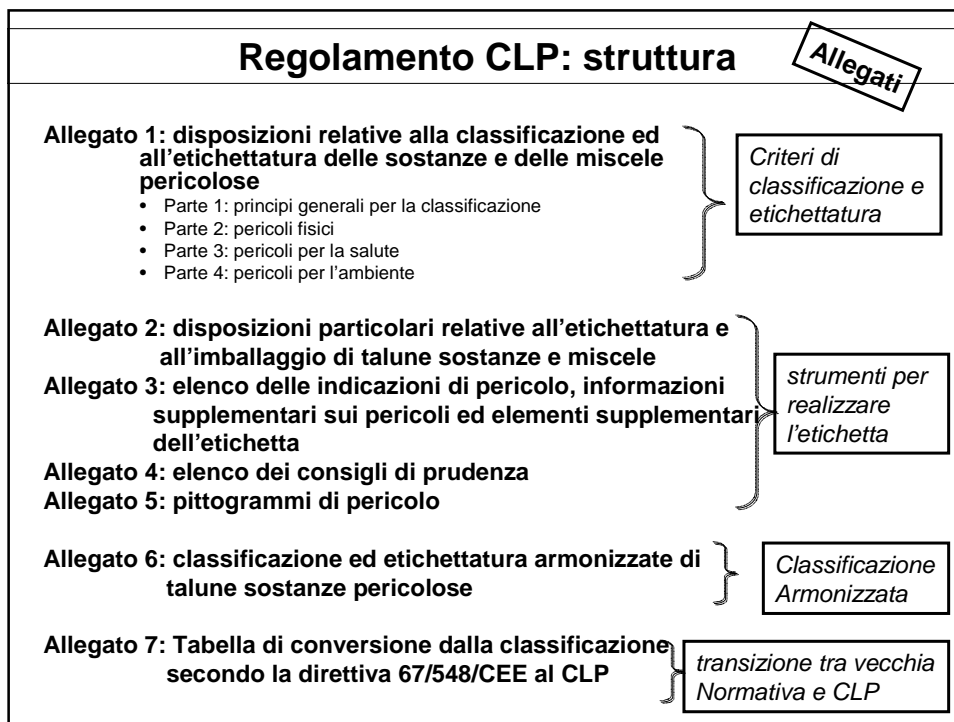 Regolamento CLP: struttura
Allegati
Allegato 1: disposizioni relative alla classificazione ed
all’etichettatura delle sostanze e delle miscele
pericolose
• Parte 1: principi generali per la classificazione
• Parte 2: pericoli fisici
• Parte 3: pericoli per la salute
• Parte 4: pericoli per l’ambiente
Criteri di
classificazione e
etichettatura
Allegato 2: disposizioni particolari relative all’etichettatura e
all’imballaggio di talune sostanze e miscele
Allegato 3: elenco delle indicazioni di pericolo, informazioni
supplementari sui pericoli ed elementi supplementari
dell’etichetta
Allegato 4: elenco dei consigli di prudenza
Allegato 5: pittogrammi di pericolo
strumenti per
realizzare
l’etichetta
Allegato 6: classificazione ed etichettatura armonizzate di
talune sostanze pericolose
Classificazione
Armonizzata
Allegato 7: Tabella di conversione dalla classificazione
secondo la direttiva 67/548/CEE al CLP
transizione tra vecchia
Normativa e CLP